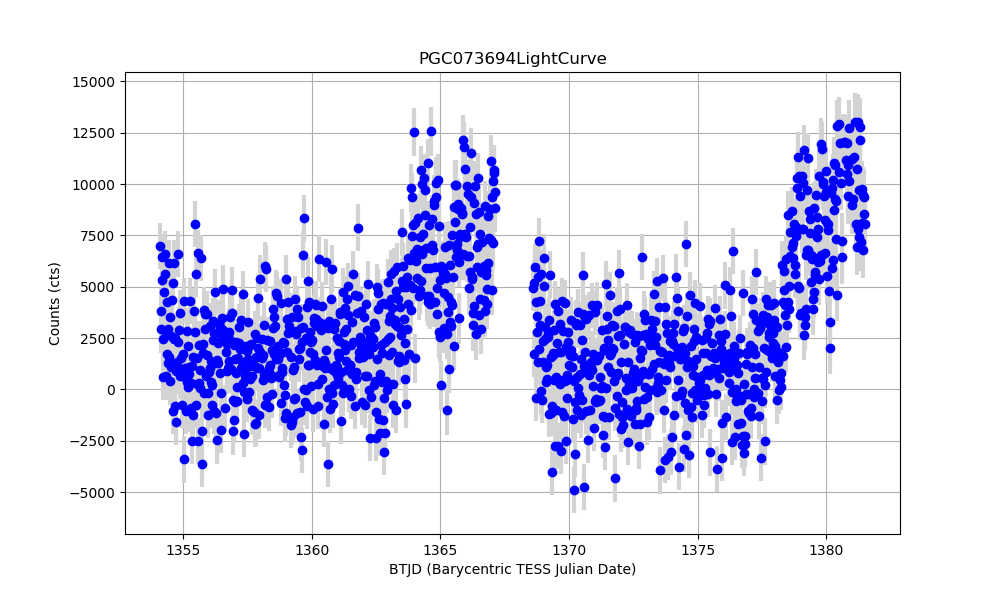 PGC073694LightCurve
15000
12500
10000
7500
5000
2500
0
−2500
−5000
Counts (cts)
1355 1360 1365 1370 1375 1380
BTJD (Barycentric TESS Julian Date)